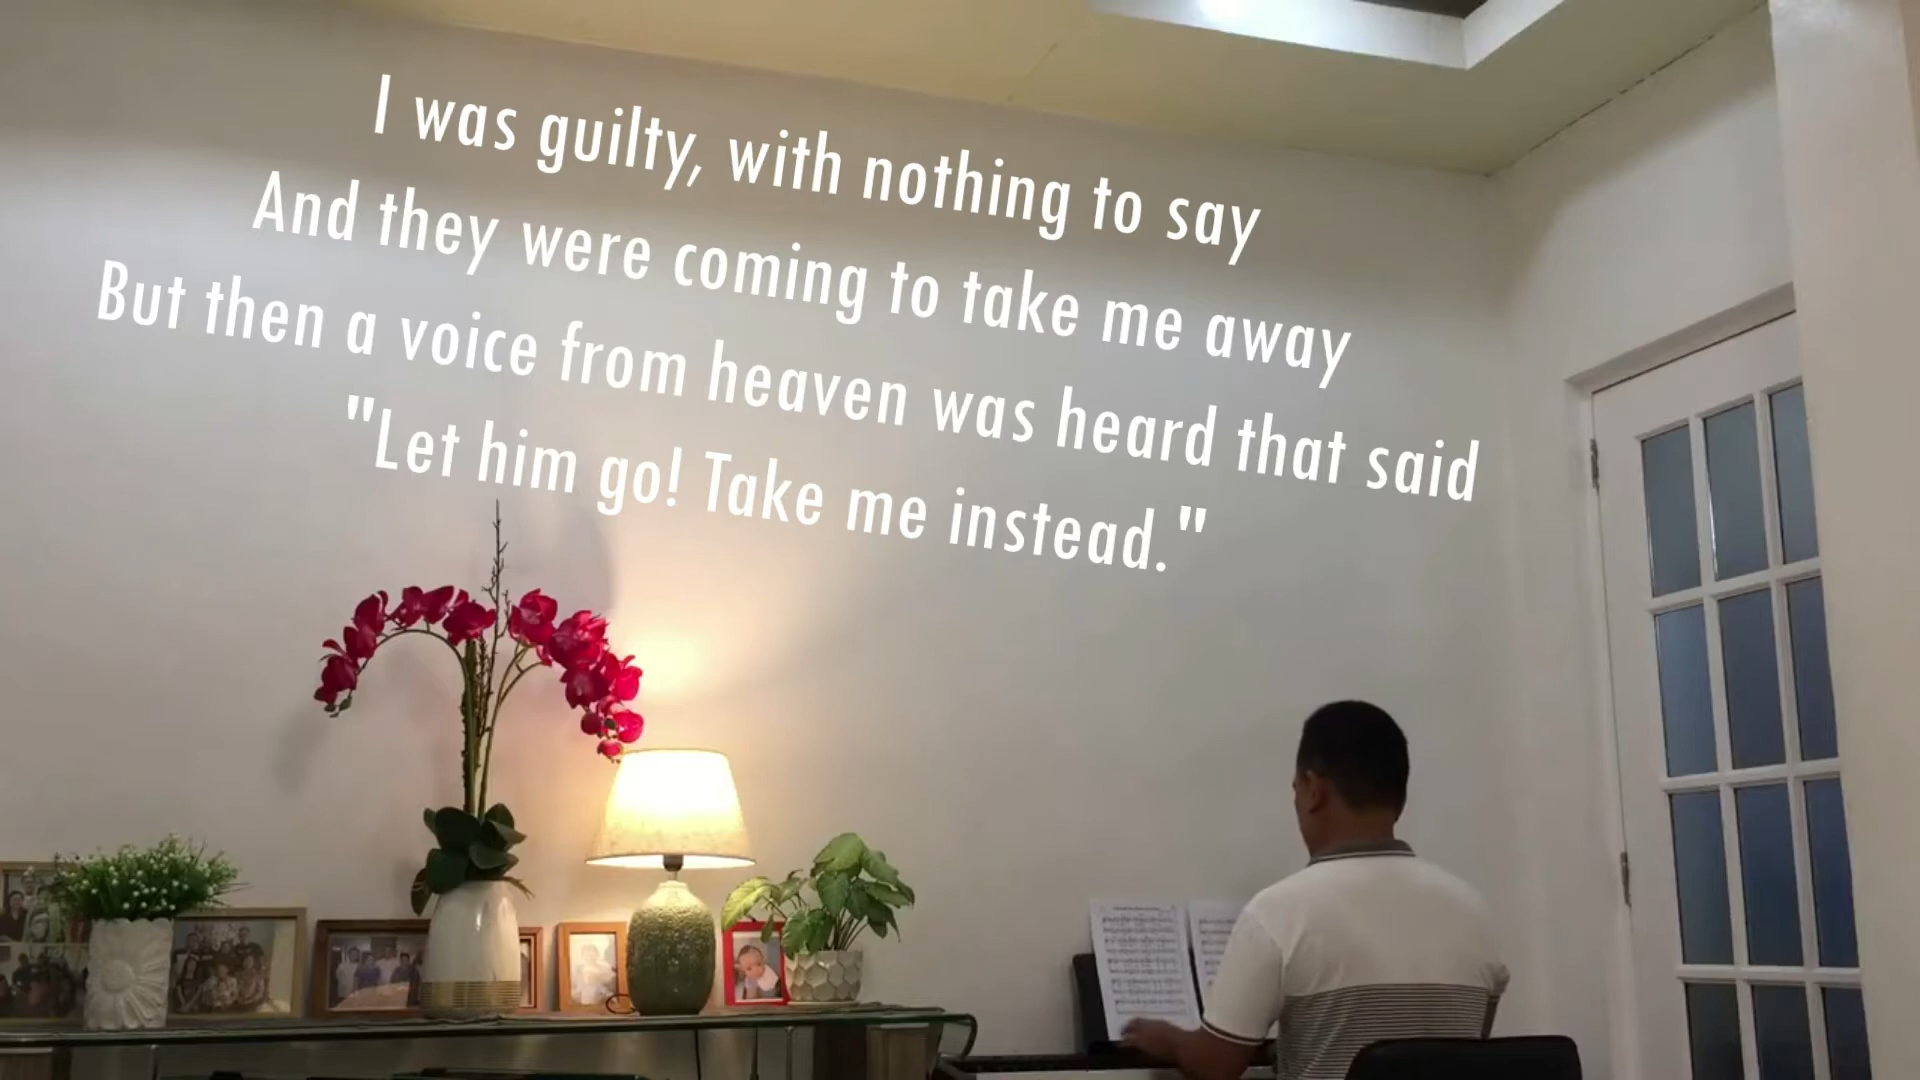 I was guilty, with nothing to say
And they were coming to take me away
But then a voice from heaven was heard that said
"Let him go! Take me instead."